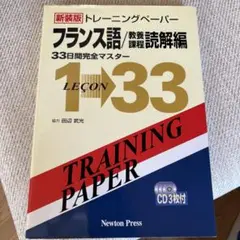 新装版 トレーニングペーパー
フランス語/教養課程 読解編
33日間完全マスター
LEÇON
1 33
田辺
TRAINING
PAPER
CD3枚付
Newton Press